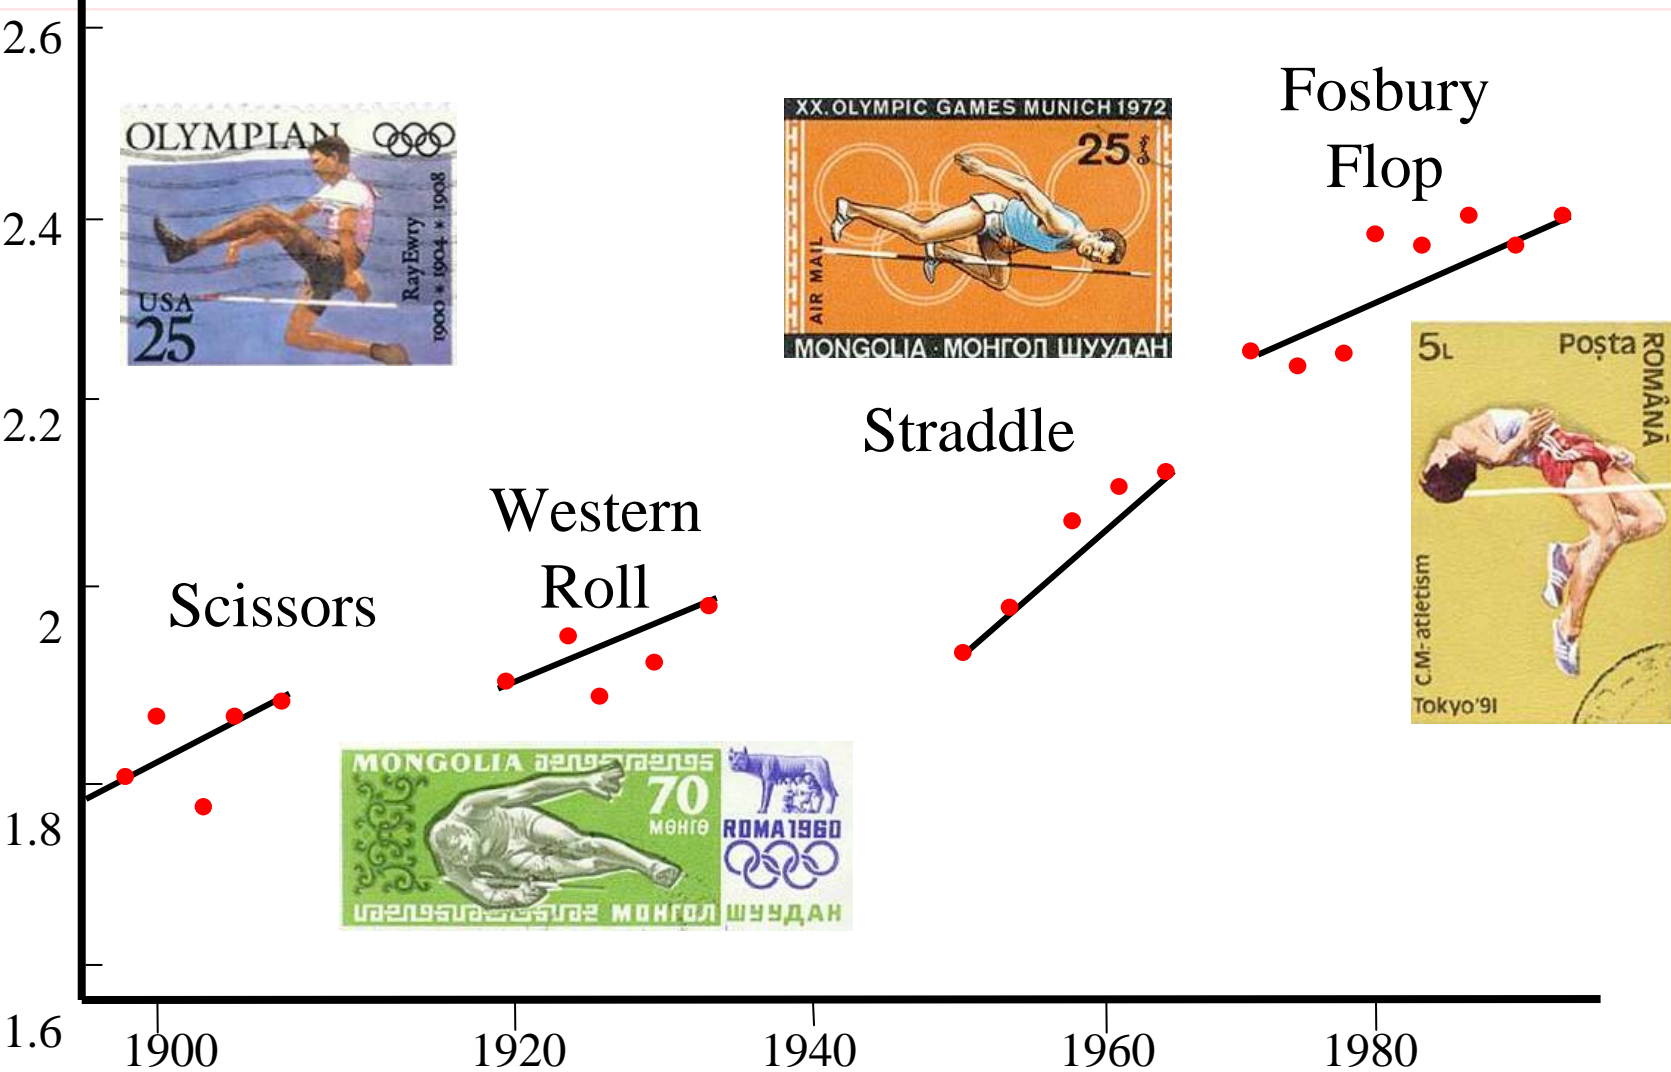 2.6
2.4
2.2
2
1.8
1.6
OLYMPIAN
Ray Ewry
1900 * 1904 * 1908
USA
25
XX. OLYMPIC GAMES MUNICH 1972
25
AIR MAIL
MONGOLIA · МОНГОЛ ШУУДАН
Fosbury
Flop
5L
Poşta
ROMÂNĂ
C.M.-atletism
Tokyo'91
Straddle
Western
Roll
Scissors
MONGOLIA
70
МӨНГӨ
ROMA 1960
МОНГОЛ
ШУУДАН
1900
1920
1940
1960
1980